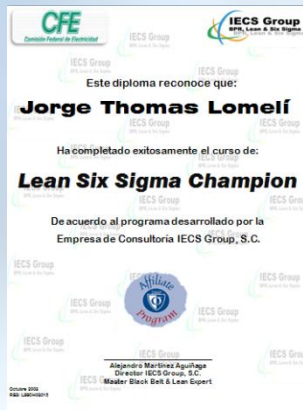 CFE
Comisión Federal de Electricidad
IECS Group
BPR, Lean & Six Sigma
Este diploma reconoce que:
Jorge Thomas Lomelí
Ha completado exitosamente el curso de:
Lean Six Sigma Champion
De acuerdo al programa desarrollado por la
Empresa de Consultoría IECS Group, S.C.
Affiliate
Program
Alejandro Martínez Aguiñaga
Director IECS Group, S.C.
Master Black Belt & Lean Expert